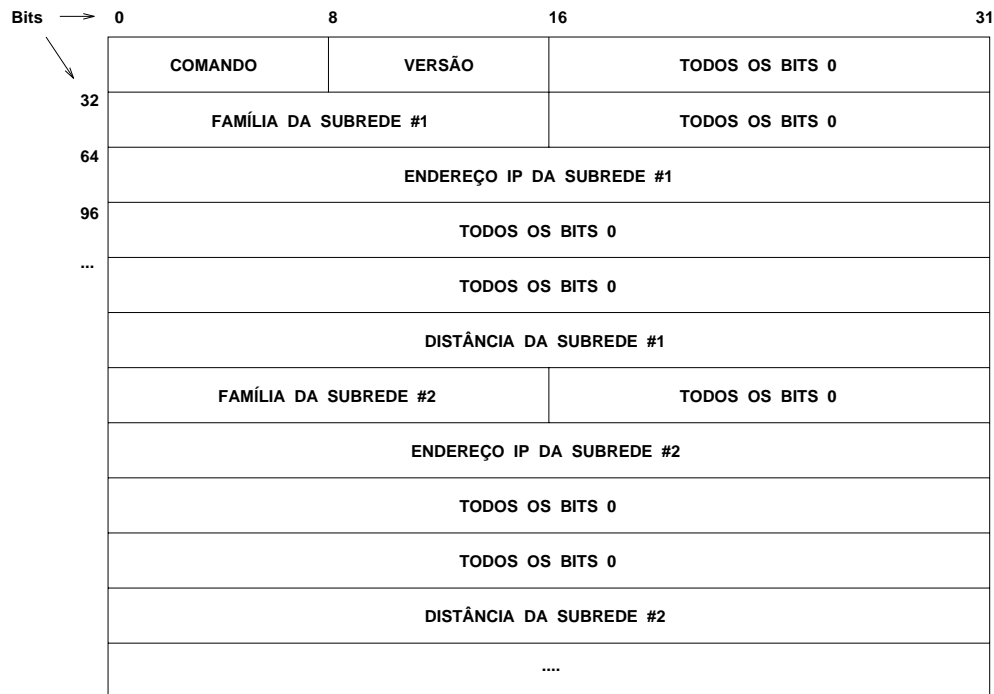 Bits 0 8 16 31
COMANDO VERSÃO TODOS OS BITS 0
32
FAMÍLIA DA SUBREDE #1 TODOS OS BITS 0
64
ENDEREÇO IP DA SUBREDE #1
96
TODOS OS BITS 0
...
TODOS OS BITS 0
DISTÂNCIA DA SUBREDE #1
FAMÍLIA DA SUBREDE #2 TODOS OS BITS 0
ENDEREÇO IP DA SUBREDE #2
TODOS OS BITS 0
TODOS OS BITS 0
DISTÂNCIA DA SUBREDE #2
....